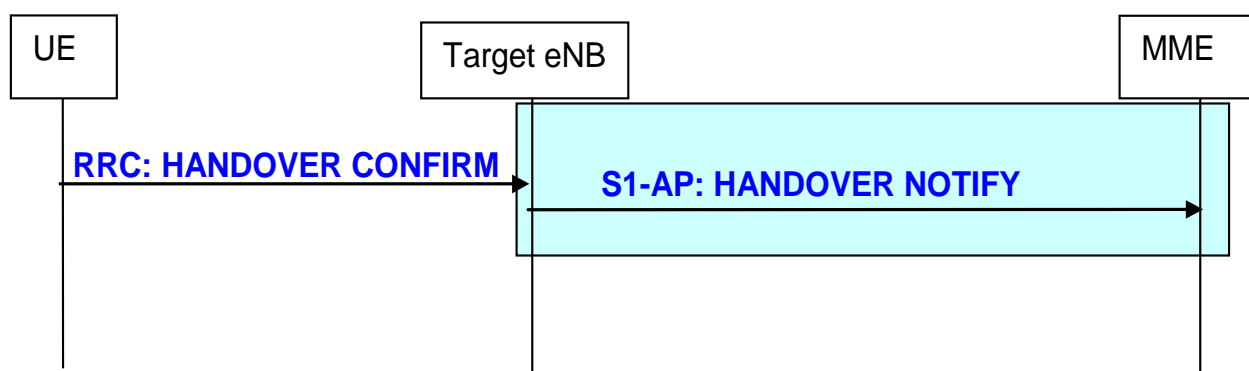 UE
Target eNB
MME
RRC: HANDOVER CONFIRM
S1-AP: HANDOVER NOTIFY